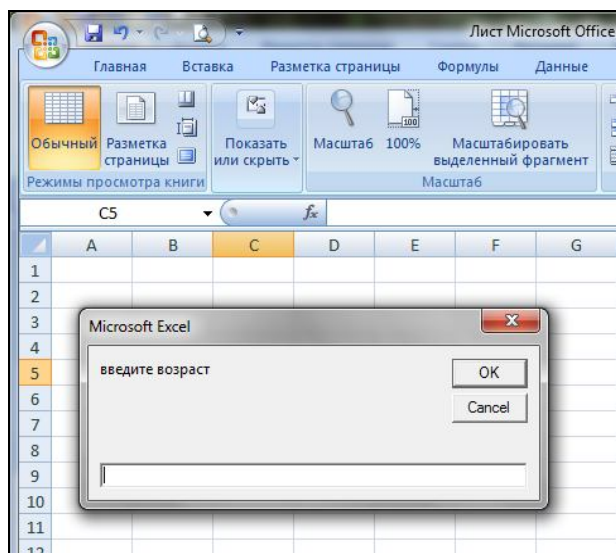 Лист Microsoft Office
Главная Вставка Разметка страницы Формулы Данные
Обычный Разметка страницы Показать или скрыть Масштаб 100% Масштабировать выделенный фрагмент
100
Режимы просмотра книги Масштаб
C5 fx
A B C D E F G
1
2
3
4
5
6
7
8
9
10
11
12
Microsoft Excel
введите возраст
OK
Cancel